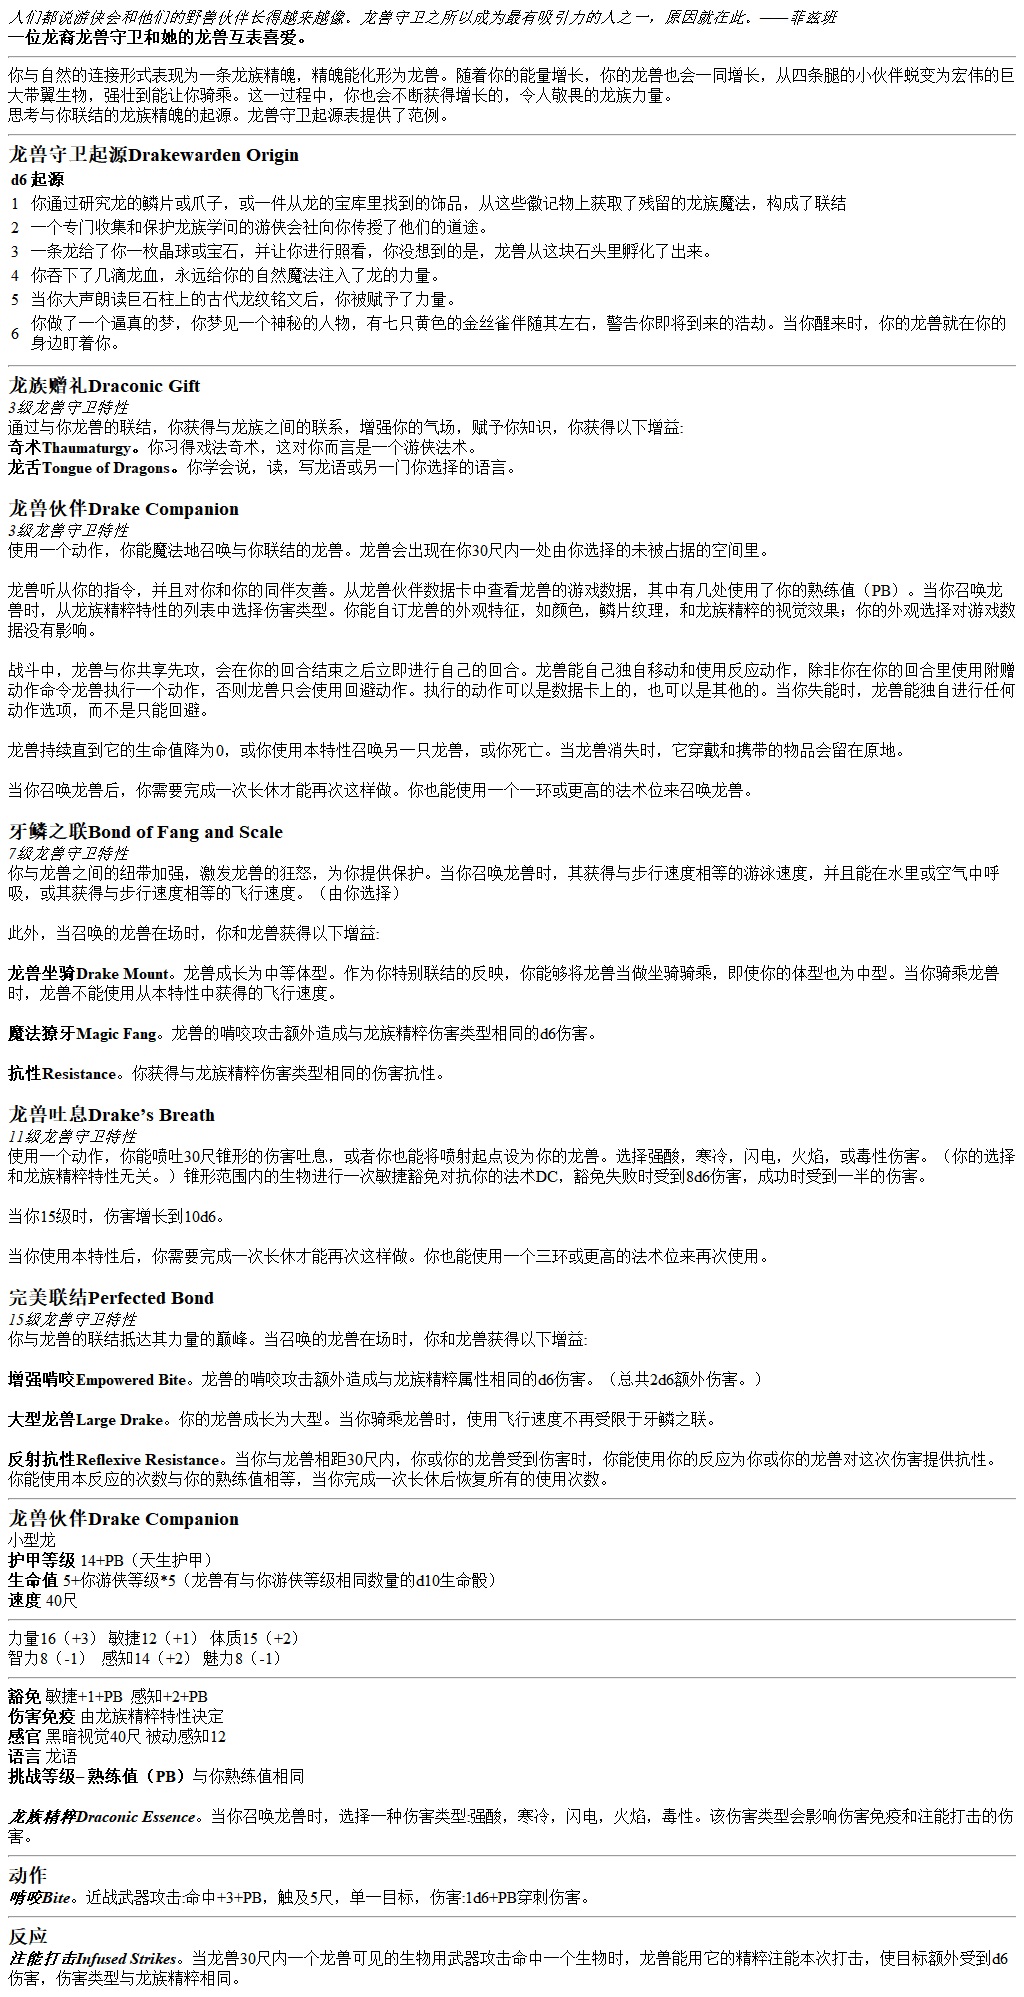 人们都说游侠会和他们的野兽伙伴长得越来越像．龙兽守卫之所以成为最有吸引力的人之一，原因就在此．——菲兹班
一位龙裔龙兽守卫和她的龙兽互表喜爱。
你与自然的连接形式表现为一条龙族精魄，精魄能化形为龙兽。随着你的能量增长，你的龙兽也会一同增长，从四条腿的小伙伴蜕变为宏伟的巨
大带翼生物，强壮到能让你骑乘。这一过程中，你也会不断获得增长的，令人敬畏的龙族力量。
思考与你联结的龙族精魄的起源。龙兽守卫起源表提供了范例。
龙兽守卫起源Drakewarden Origin
d6 起源
1 你通过研究龙的鳞片或爪子，或一件从龙的宝库里找到的饰品，从这些徽记物上获取了残留的龙族魔法，构成了联结
2 一个专门收集和保护龙族学问的游侠会社向你传授了他们的道途。
3 一条龙给了你一枚晶球或宝石，并让你进行照看，你没想到的是，龙兽从这块石头里孵化了出来。
4 你吞下了几滴龙血，永远给你的自然魔法注入了龙的力量。
5 当你大声朗读巨石柱上的古代龙纹铭文后，你被赋予了力量。
6 你做了一个逼真的梦，你梦见一个神秘的人物，有七只黄色的金丝雀伴随其左右，警告你即将到来的浩劫。当你醒来时，你的龙兽就在你的
身边盯着你。
龙族赠礼Draconic Gift
3级龙兽守卫特性
通过与你龙兽的联结，你获得与龙族之间的联系，增强你的气场，赋予你知识，你获得以下增益:
奇术Thaumaturgy。你习得戏法奇术，这对你而言是一个游侠法术。
龙舌Tongue of Dragons。你学会说，读，写龙语或另一门你选择的语言。
龙兽伙伴Drake Companion
3级龙兽守卫特性
使用一个动作，你能魔法地召唤与你联结的龙兽。龙兽会出现在你30尺内一处由你选择的未被占据的空间里。
龙兽听从你的指令，并且对你和你的同伴友善。从龙兽伙伴数据卡中查看龙兽的游戏数据，其中有几处使用了你的熟练值（PB）。当你召唤龙
兽时，从龙族精粹特性的列表中选择伤害类型。你能自订龙兽的外观特征，如颜色，鳞片纹理，和龙族精粹的视觉效果；你的外观选择对游戏数
据没有影响。
战斗中，龙兽与你共享先攻，会在你的回合结束之后立即进行自己的回合。龙兽能自己独自移动和使用反应动作，除非你在你的回合里使用附赠
动作命令龙兽执行一个动作，否则龙兽只会使用回避动作。执行的动作可以是数据卡上的，也可以是其他的。当你失能时，龙兽能独自进行任何
动作选项，而不是只能回避。
龙兽持续直到它的生命值降为0，或你使用本特性召唤另一只龙兽，或你死亡。当龙兽消失时，它穿戴和携带的物品会留在原地。
当你召唤龙兽后，你需要完成一次长休才能再次这样做。你也能使用一个一环或更高的法术位来召唤龙兽。
牙鳞之联Bond of Fang and Scale
7级龙兽守卫特性
你与龙兽之间的纽带加强，激发龙兽的狂怒，为你提供保护。当你召唤龙兽时，其获得与步行速度相等的游泳速度，并且能在水里或空气中呼
吸，或其获得与步行速度相等的飞行速度。（由你选择）
此外，当召唤的龙兽在场时，你和龙兽获得以下增益:
龙兽坐骑Drake Mount。龙兽成长为中等体型。作为你特别联结的反映，你能够将龙兽当做坐骑骑乘，即使你的体型也为中型。当你骑乘龙兽
时，龙兽不能使用从本特性中获得的飞行速度。
魔法獠牙Magic Fang。龙兽的啃咬攻击额外造成与龙族精粹伤害类型相同的d6伤害。
抗性Resistance。你获得与龙族精粹伤害类型相同的伤害抗性。
龙兽吐息Drake’s Breath
11级龙兽守卫特性
使用一个动作，你能喷吐30尺锥形的伤害吐息，或者你也能将喷射起点设为你的龙兽。选择强酸，寒冷，闪电，火焰，或毒性伤害。（你的选择
和龙族精粹特性无关。）锥形范围内的生物进行一次敏捷豁免对抗你的法术DC，豁免失败时受到8d6伤害，成功时受到一半的伤害。
当你15级时，伤害增长到10d6。
当你使用本特性后，你需要完成一次长休才能再次这样做。你也能使用一个三环或更高的法术位来再次使用。
完美联结Perfected Bond
15级龙兽守卫特性
你与龙兽的联结抵达其力量的巅峰。当召唤的龙兽在场时，你和龙兽获得以下增益:
增强啃咬Empowered Bite。龙兽的啃咬攻击额外造成与龙族精粹属性相同的d6伤害。（总共2d6额外伤害。）
大型龙兽Large Drake。你的龙兽成长为大型。当你骑乘龙兽时，使用飞行速度不再受限于牙鳞之联。
反射抗性Reflexive Resistance。当你与龙兽相距30尺内，你或你的龙兽受到伤害时，你能使用你的反应为你或你的龙兽对这次伤害提供抗性。
你能使用本反应的次数与你的熟练值相等，当你完成一次长休后恢复所有的使用次数。
龙兽伙伴Drake Companion
小型龙
护甲等级 14+PB（天生护甲）
生命值 5+你游侠等级*5（龙兽有与你游侠等级相同数量的d10生命骰）
速度 40尺
力量16（+3） 敏捷12（+1） 体质15（+2）
智力8（-1） 感知14（+2） 魅力8（-1）
豁免 敏捷+1+PB 感知+2+PB
伤害免疫 由龙族精粹特性决定
感官 黑暗视觉40尺 被动感知12
语言 龙语
挑战等级– 熟练值（PB）与你熟练值相同
龙族精粹Draconic Essence。当你召唤龙兽时，选择一种伤害类型:强酸，寒冷，闪电，火焰，毒性。该伤害类型会影响伤害免疫和注能打击的伤
害。
动作
啃咬Bite。近战武器攻击:命中+3+PB，触及5尺，单一目标，伤害:1d6+PB穿刺伤害。
反应
注能打击Infused Strikes。当龙兽30尺内一个龙兽可见的生物用武器攻击命中一个生物时，龙兽能用它的精粹注能本次打击，使目标额外受到d6
伤害，伤害类型与龙族精粹相同。